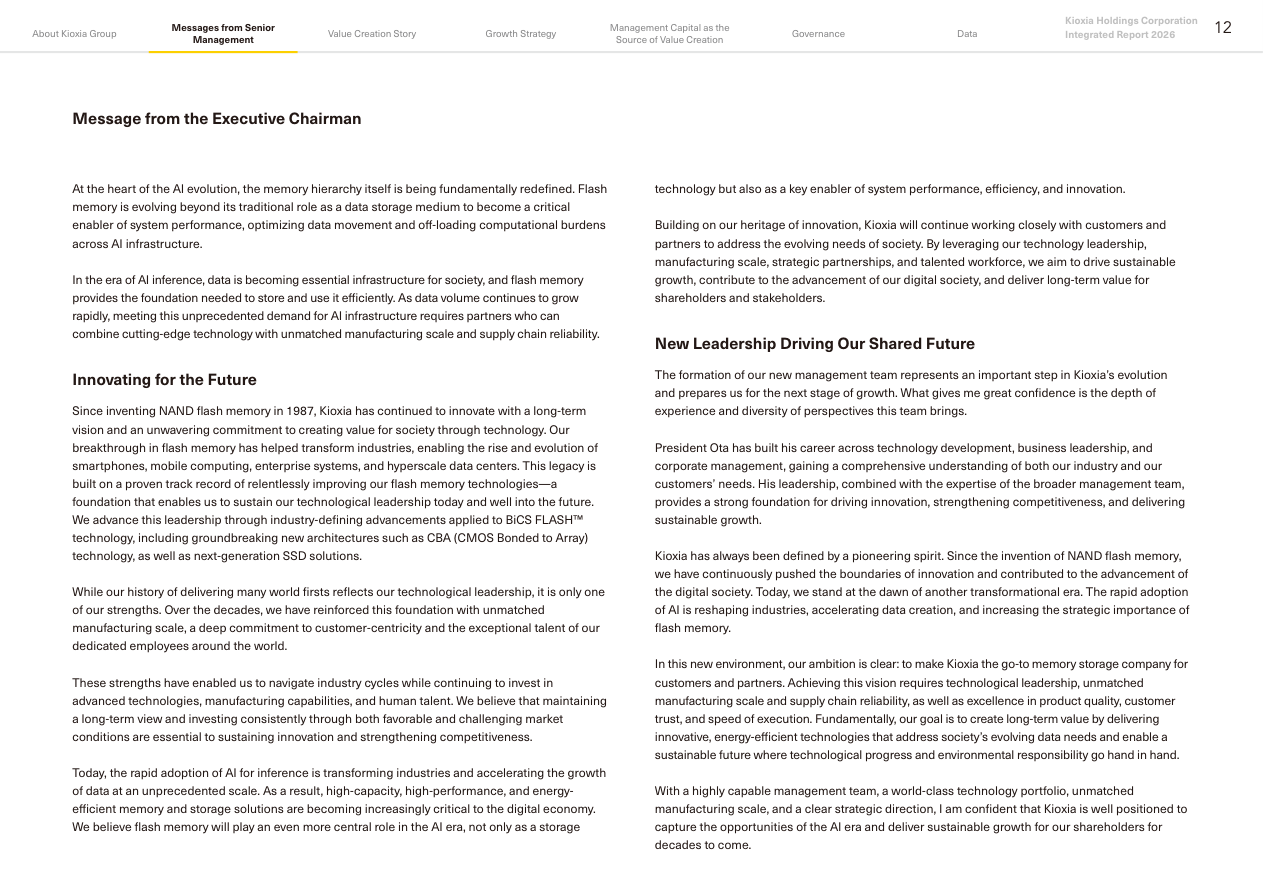 About Kioxia Group
Messages from Senior
Management
Value Creation Story
Growth Strategy
Management Capital as the
Source of Value Creation
Governance
Data
Kioxia Holdings Corporation
Integrated Report 2026
12
Message from the Executive Chairman
At the heart of the AI evolution, the memory hierarchy itself is being fundamentally redefined. Flash
memory is evolving beyond its traditional role as a data storage medium to become a critical
enabler of system performance, optimizing data movement and off-loading computational burdens
across AI infrastructure.
In the era of AI inference, data is becoming essential infrastructure for society, and flash memory
provides the foundation needed to store and use it efficiently. As data volume continues to grow
rapidly, meeting this unprecedented demand for AI infrastructure requires partners who can
combine cutting-edge technology with unmatched manufacturing scale and supply chain reliability.
Innovating for the Future
Since inventing NAND flash memory in 1987, Kioxia has continued to innovate with a long-term
vision and an unwavering commitment to creating value for society through technology. Our
breakthrough in flash memory has helped transform industries, enabling the rise and evolution of
smartphones, mobile computing, enterprise systems, and hyperscale data centers. This legacy is
built on a proven track record of relentlessly improving our flash memory technologies—a
foundation that enables us to sustain our technological leadership today and well into the future.
We advance this leadership through industry-defining advancements applied to BiCS FLASH™
technology, including groundbreaking new architectures such as CBA (CMOS Bonded to Array)
technology, as well as next-generation SSD solutions.
While our history of delivering many world firsts reflects our technological leadership, it is only one
of our strengths. Over the decades, we have reinforced this foundation with unmatched
manufacturing scale, a deep commitment to customer-centricity and the exceptional talent of our
dedicated employees around the world.
These strengths have enabled us to navigate industry cycles while continuing to invest in
advanced technologies, manufacturing capabilities, and human talent. We believe that maintaining
a long-term view and investing consistently through both favorable and challenging market
conditions are essential to sustaining innovation and strengthening competitiveness.
Today, the rapid adoption of AI for inference is transforming industries and accelerating the growth
of data at an unprecedented scale. As a result, high-capacity, high-performance, and energy-
efficient memory and storage solutions are becoming increasingly critical to the digital economy.
We believe flash memory will play an even more central role in the AI era, not only as a storage
technology but also as a key enabler of system performance, efficiency, and innovation.
Building on our heritage of innovation, Kioxia will continue working closely with customers and
partners to address the evolving needs of society. By leveraging our technology leadership,
manufacturing scale, strategic partnerships, and talented workforce, we aim to drive sustainable
growth, contribute to the advancement of our digital society, and deliver long-term value for
shareholders and stakeholders.
New Leadership Driving Our Shared Future
The formation of our new management team represents an important step in Kioxia's evolution
and prepares us for the next stage of growth. What gives me great confidence is the depth of
experience and diversity of perspectives this team brings.
President Ota has built his career across technology development, business leadership, and
corporate management, gaining a comprehensive understanding of both our industry and our
customers' needs. His leadership, combined with the expertise of the broader management team,
provides a strong foundation for driving innovation, strengthening competitiveness, and delivering
sustainable growth.
Kioxia has always been defined by a pioneering spirit. Since the invention of NAND flash memory,
we have continuously pushed the boundaries of innovation and contributed to the advancement of
the digital society. Today, we stand at the dawn of another transformational era. The rapid adoption
of AI is reshaping industries, accelerating data creation, and increasing the strategic importance of
flash memory.
In this new environment, our ambition is clear: to make Kioxia the go-to memory storage company for
customers and partners. Achieving this vision requires technological leadership, unmatched
manufacturing scale and supply chain reliability, as well as excellence in product quality, customer
trust, and speed of execution. Fundamentally, our goal is to create long-term value by delivering
innovative, energy-efficient technologies that address society's evolving data needs and enable a
sustainable future where technological progress and environmental responsibility go hand in hand.
With a highly capable management team, a world-class technology portfolio, unmatched
manufacturing scale, and a clear strategic direction, I am confident that Kioxia is well positioned to
capture the opportunities of the AI era and deliver sustainable growth for our shareholders for
decades to come.